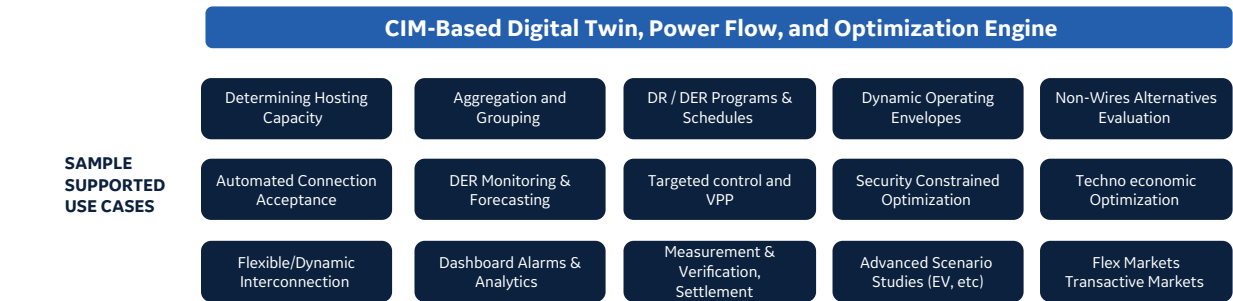 CIM-Based Digital Twin, Power Flow, and Optimization Engine
SAMPLE
SUPPORTED
USE CASES
Determining Hosting
Capacity
Aggregation and
Grouping
DR / DER Programs &
Schedules
Dynamic Operating
Envelopes
Non-Wires Alternatives
Evaluation
Automated Connection
Acceptance
DER Monitoring &
Forecasting
Targeted control and
VPP
Security Constrained
Optimization
Techno economic
Optimization
Flexible/Dynamic
Interconnection
Dashboard Alarms &
Analytics
Measurement &
Verification,
Settlement
Advanced Scenario
Studies (EV, etc)
Flex Markets
Transactive Markets